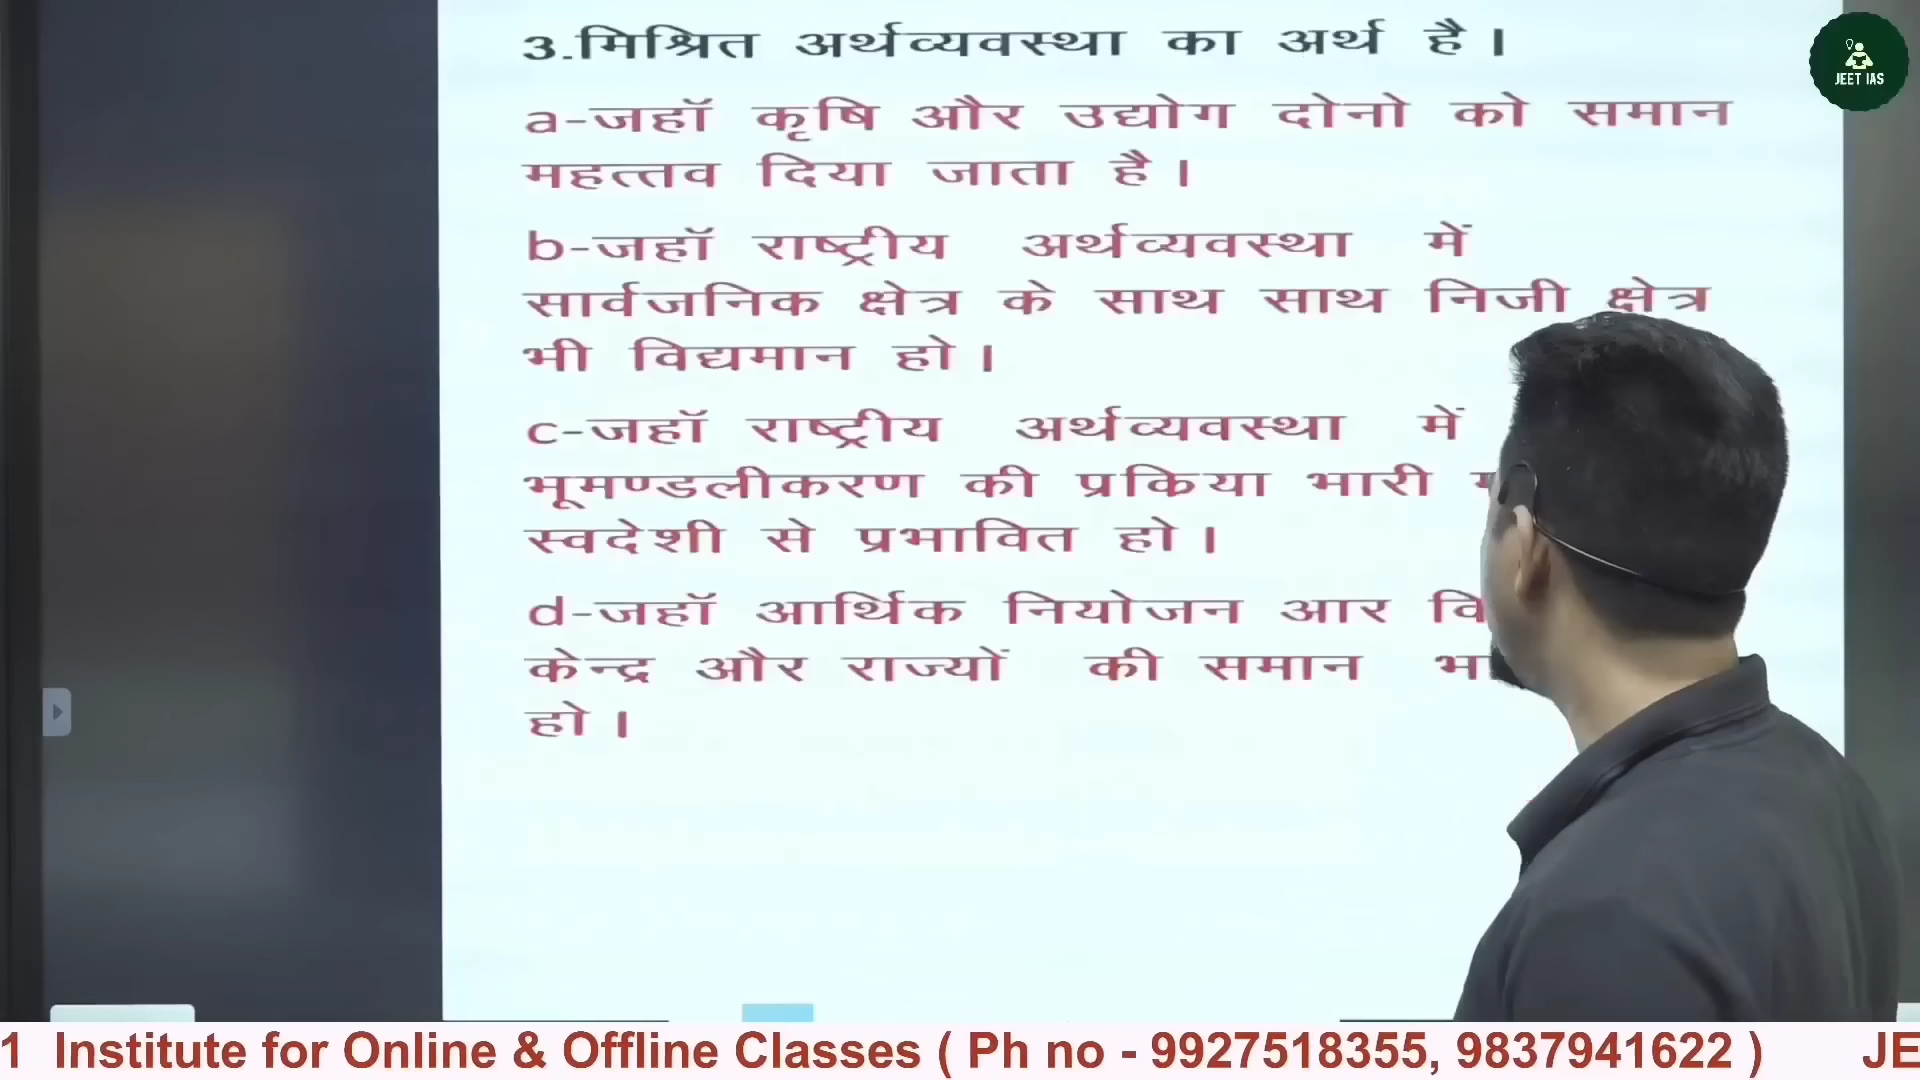 3.मिश्रित अर्थव्यवस्था का अर्थ है।
a-जहॉ कृषि और उद्योग दोनो को समान
महत्तव दिया जाता है।
b-जहॉ राष्ट्रीय अर्थव्यवस्था में
सार्वजनिक क्षेत्र के साथ साथ निजी क्षेत्र
भी विद्यमान हो।
c-जहॉ राष्ट्रीय अर्थव्यवस्था में
भूमण्डलीकरण की प्रकिया भारी
स्वदेशी से प्रभावित हो।
d-जहॉ आर्थिक नियोजन आर
केन्द्र और राज्यों की समान
हो।
JEET IAS
1 Institute for Online & Offline Classes ( Ph no - 9927518355, 9837941622 ) JE